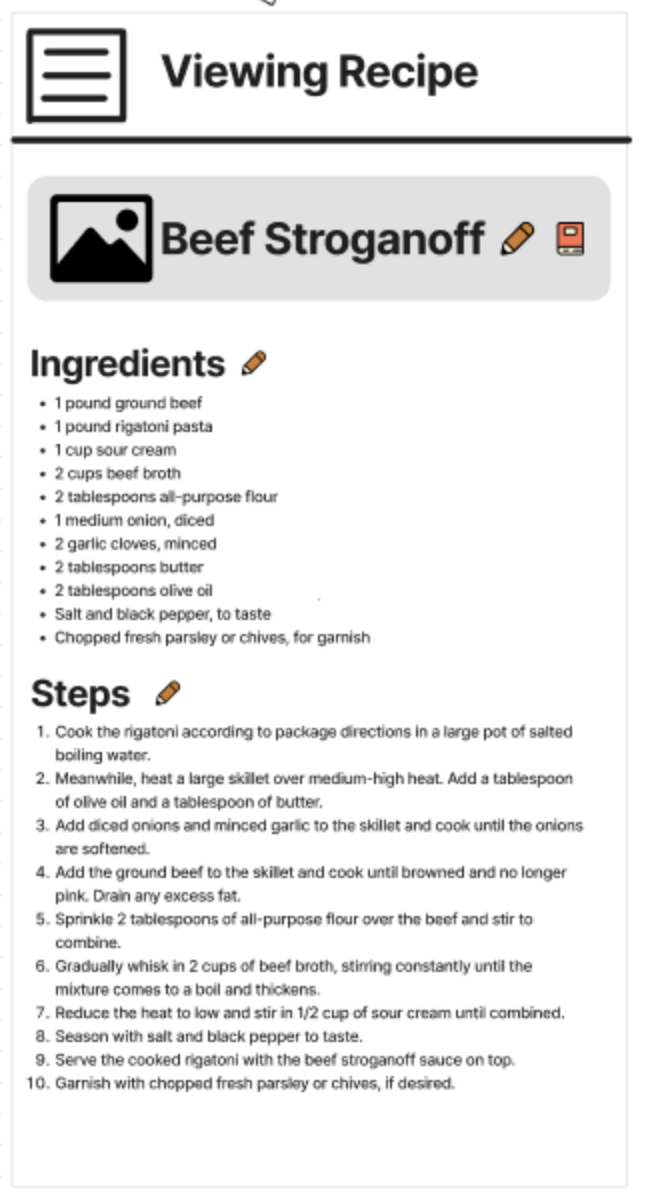 Viewing Recipe
Beef Stroganoff
Ingredients
• 1 pound ground beef
• 1 pound rigatoni pasta
• 1 cup sour cream
• 2 cups beef broth
• 2 tablespoons all-purpose flour
• 1 medium onion, diced
• 2 garlic cloves, minced
• 2 tablespoons butter
• 2 tablespoons olive oil
• Salt and black pepper, to taste
• Chopped fresh parsley or chives, for garnish
Steps
1. Cook the rigatoni according to package directions in a large pot of salted
boiling water.
2. Meanwhile, heat a large skillet over medium-high heat. Add a tablespoon
of olive oil and a tablespoon of butter.
3. Add diced onions and minced garlic to the skillet and cook until the onions
are softened.
4. Add the ground beef to the skillet and cook until browned and no longer
pink. Drain any excess fat.
5. Sprinkle 2 tablespoons of all-purpose flour over the beef and stir to
combine.
6. Gradually whisk in 2 cups of beef broth, stirring constantly until the
mixture comes to a boil and thickens.
7. Reduce the heat to low and stir in 1/2 cup of sour cream until combined.
8. Season with salt and black pepper to taste.
9. Serve the cooked rigatoni with the beef stroganoff sauce on top.
10. Garnish with chopped fresh parsley or chives, if desired.